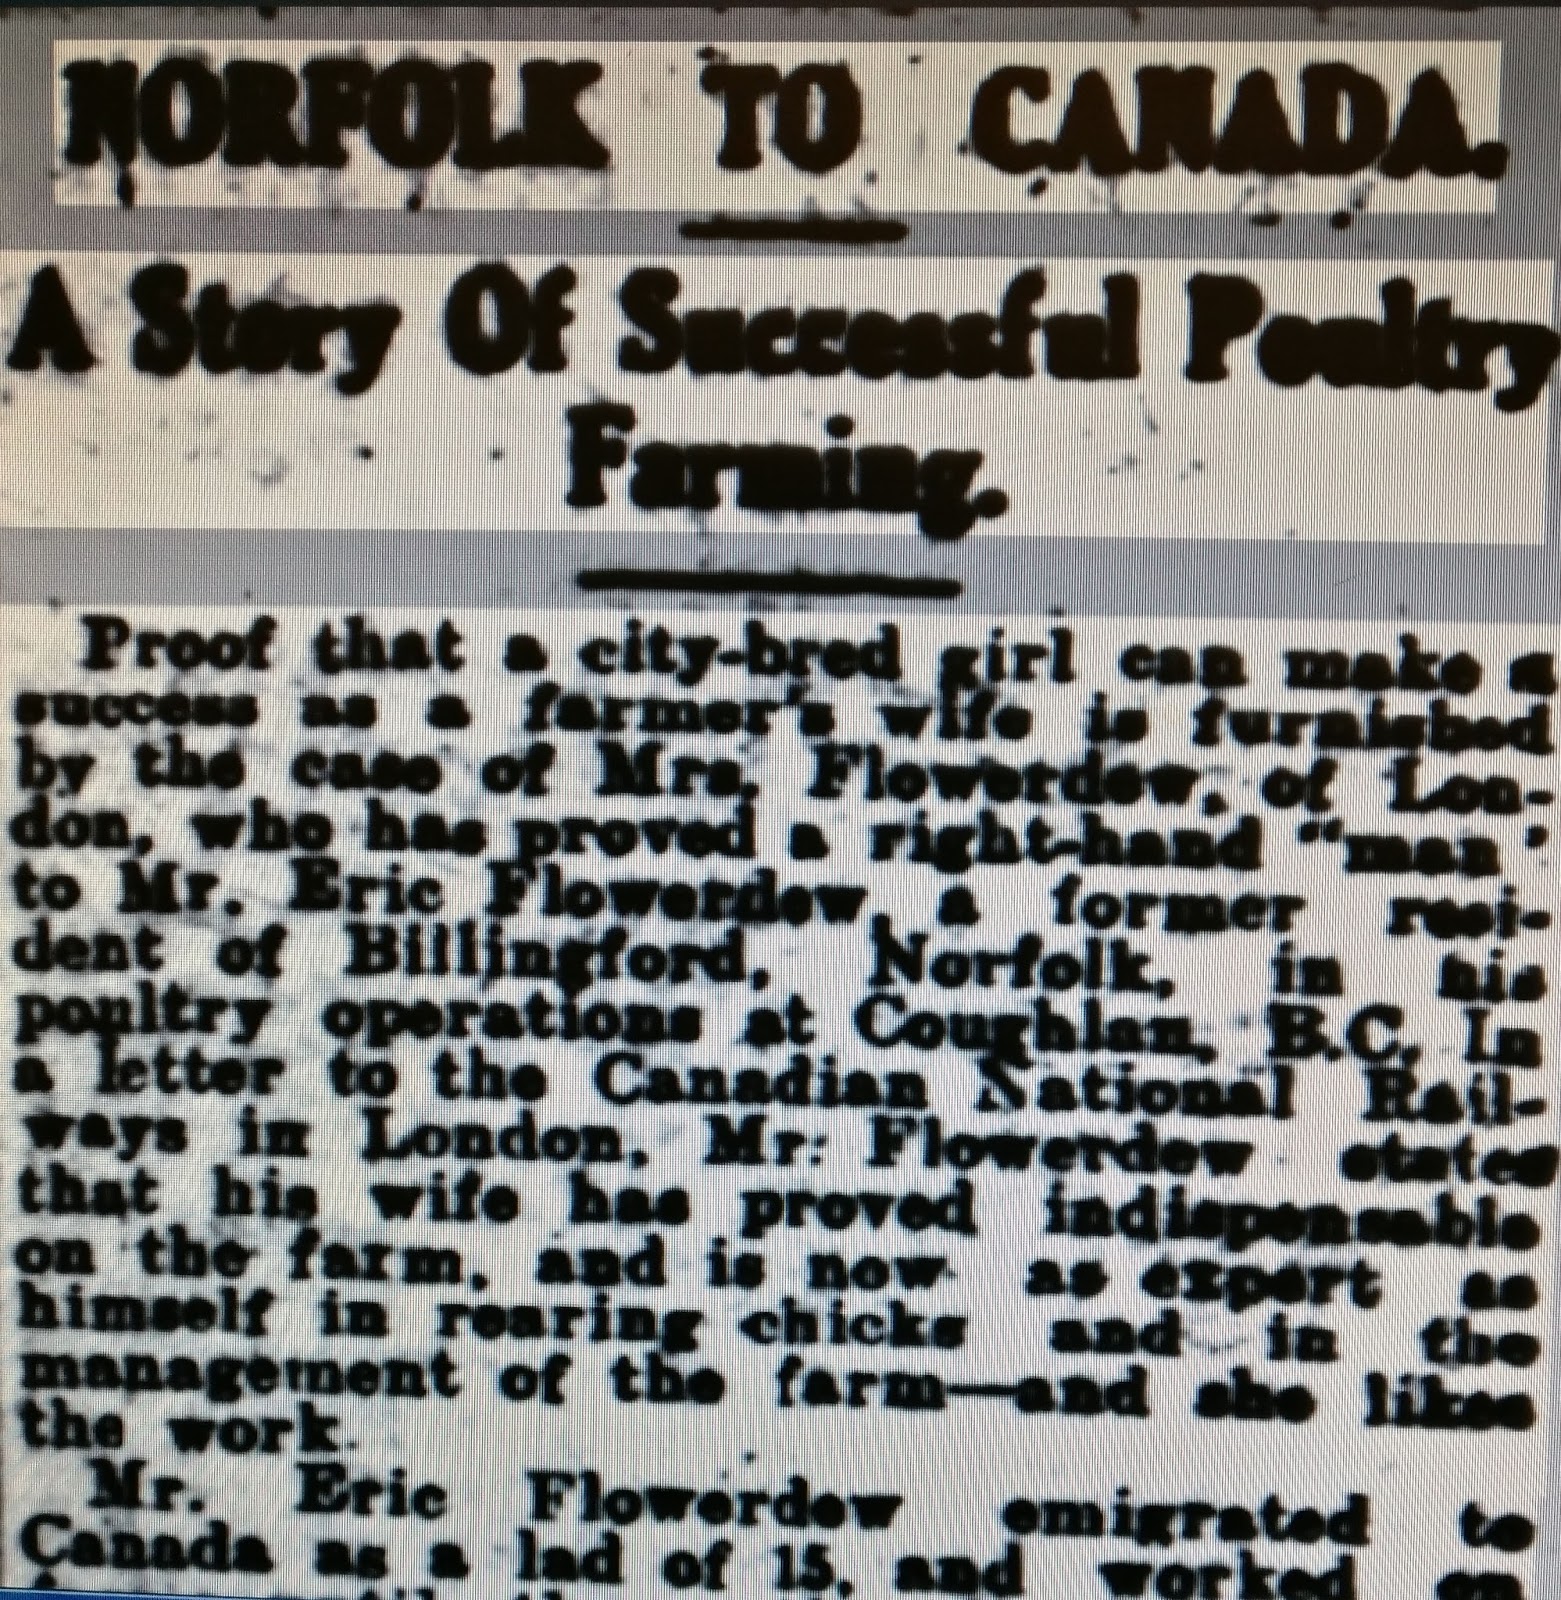 NORFOLK TO CANADA.
A Story Of Successful Poultry
Farming.
Proof that a city-bred girl can make a
success as a farmer's wife is furnished
by the case of Mrs. Flowerdew, of Lon-
don, who has proved a right-hand "man"
to Mr. Eric Flowerdew, a former resi-
dent of Billingford, Norfolk, in his
poultry operations at Coughlan, B.C. In
a letter to the Canadian National Rail-
ways in London, Mr. Flowerdew states
that his wife has proved indispensable
on the farm, and is now as expert as
himself in rearing chicks and in the
management of the farm—and she likes
the work.
Mr. Eric Flowerdew emigrated to
Canada as a lad of 15, and worked on